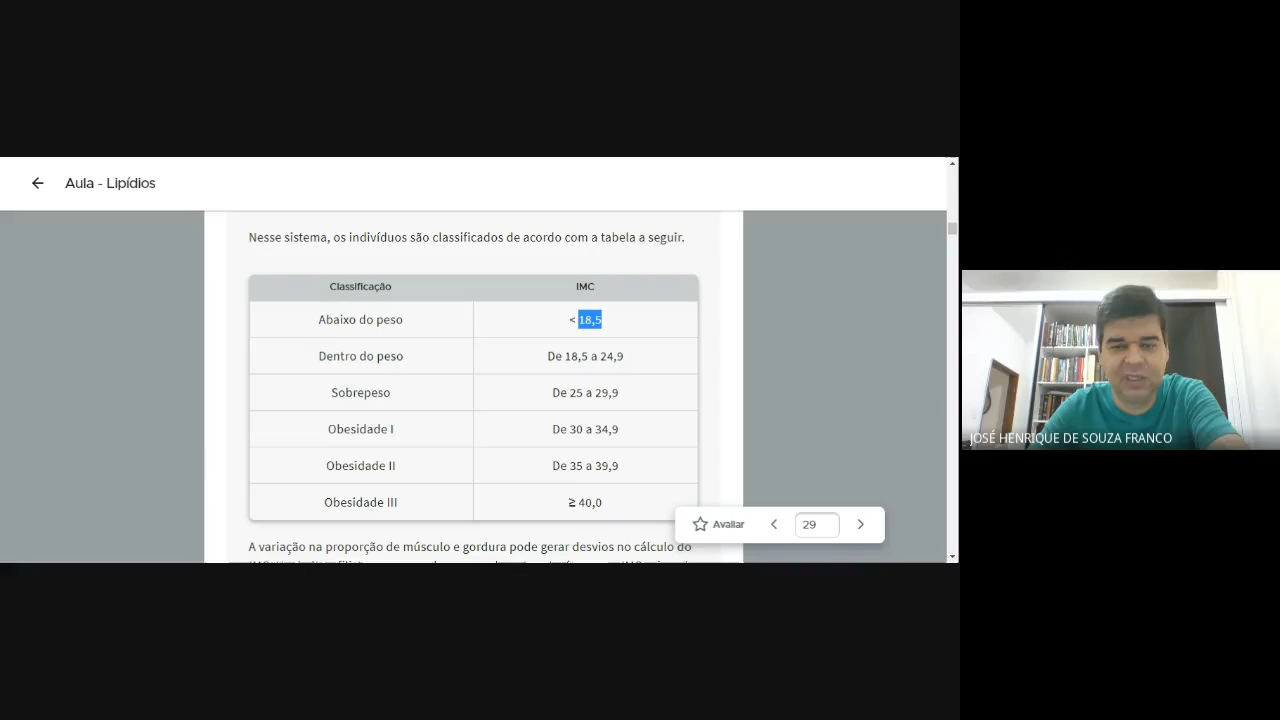 Aula - Lipídios
Nesse sistema, os indivíduos são classificados de acordo com a tabela a seguir.
Classificação IMC
Abaixo do peso < 18,5
Dentro do peso De 18,5 a 24,9
Sobrepeso De 25 a 29,9
Obesidade I De 30 a 34,9
Obesidade II De 35 a 39,9
Obesidade III ≥ 40,0
Avaliar 29
A variação na proporção de músculo e gordura pode gerar desvios no cálculo do
JOSÉ HENRIQUE DE SOUZA FRANCO